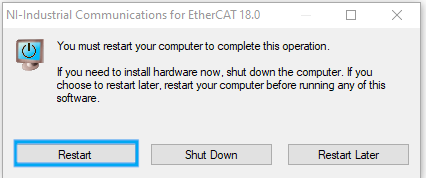 NI-Industrial Communications for EtherCAT 18.0
You must restart your computer to complete this operation.
If you need to install hardware now, shut down the computer. If you
choose to restart later, restart your computer before running any of this
software.
Restart
Shut Down
Restart Later